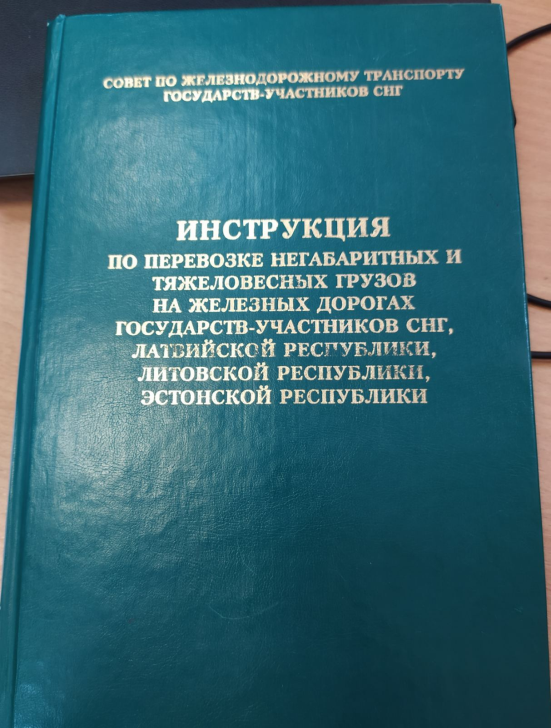 СОВЕТ ПО ЖЕЛЕЗНОДОРОЖНОМУ ТРАНСПОРТУ
ГОСУДАРСТВ-УЧАСТНИКОВ СНГ
ИНСТРУКЦИЯ
ПО ПЕРЕВОЗКЕ НЕГАБАРИТНЫХ И
ТЯЖЕЛОВЕСНЫХ ГРУЗОВ
НА ЖЕЛЕЗНЫХ ДОРОГАХ
ГОСУДАРСТВ-УЧАСТНИКОВ СНГ,
ЛАТВИЙСКОЙ РЕСПУБЛИКИ,
ЛИТОВСКОЙ РЕСПУБЛИКИ,
ЭСТОНСКОЙ РЕСПУБЛИКИ